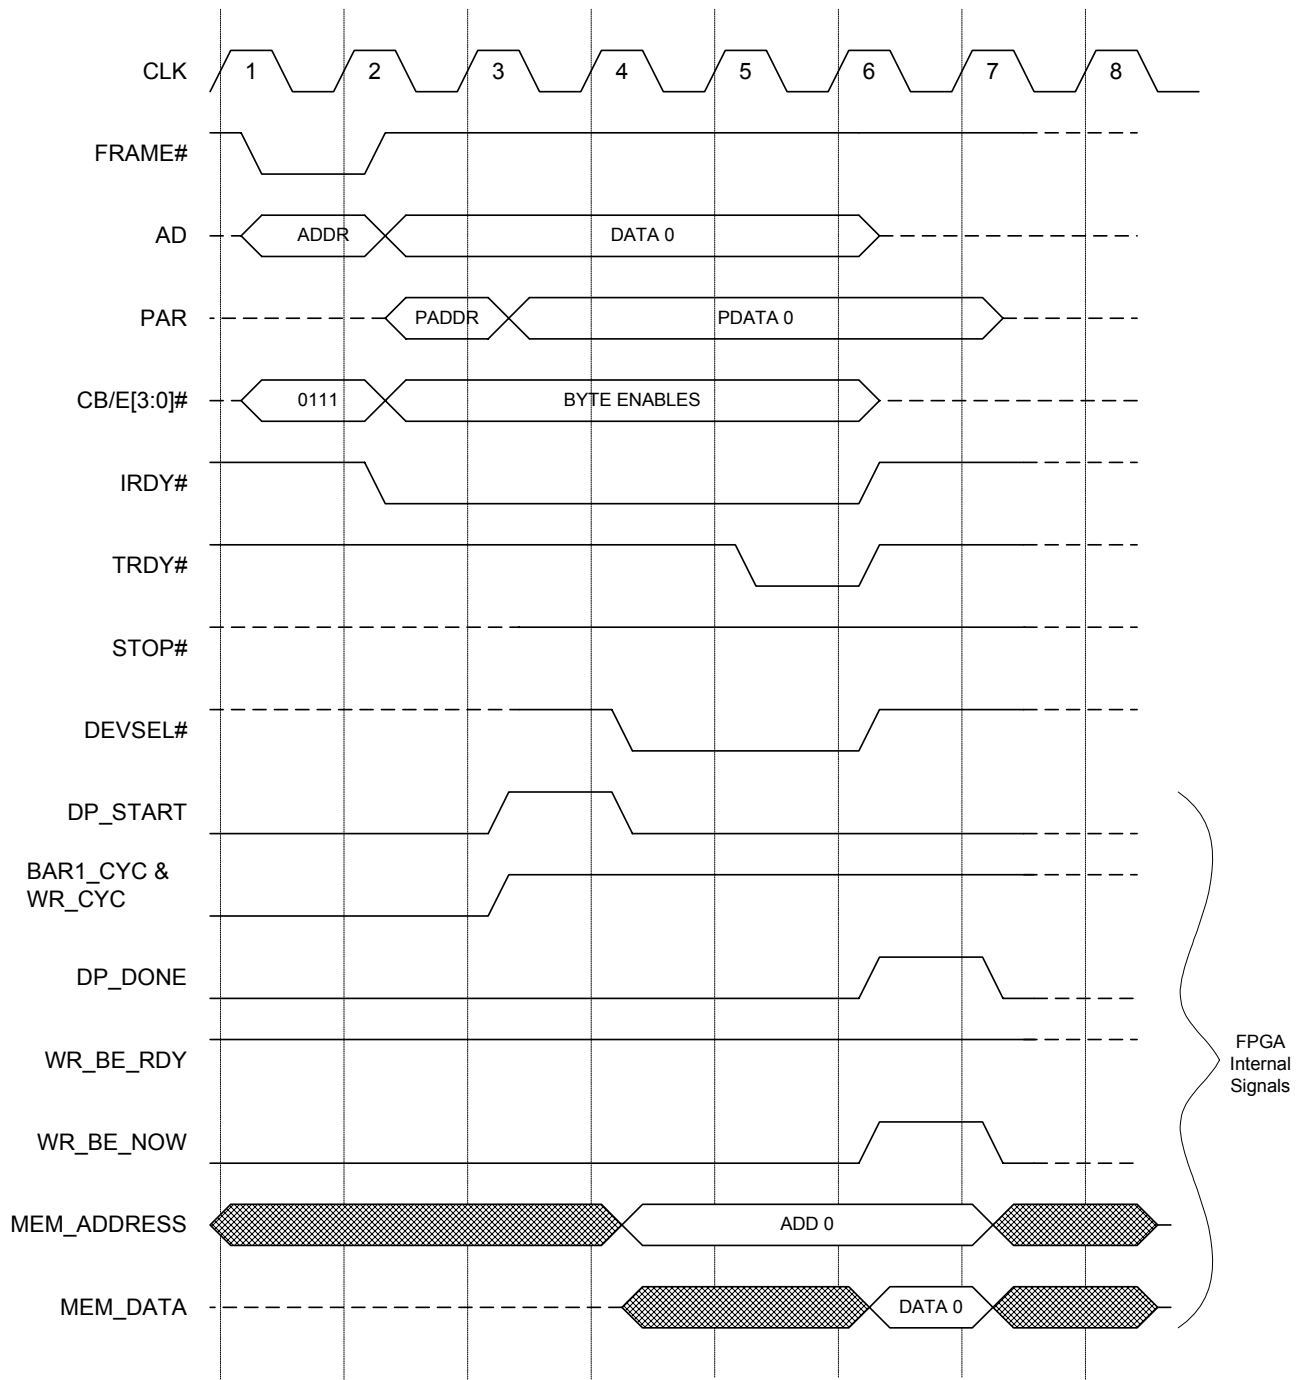 CLK 1 2 3 4 5 6 7 8
FRAME#
AD ADDR DATA 0
PAR PADDR PDATA 0
CB/E[3:0]# 0111 BYTE ENABLES
IRDY#
TRDY#
STOP#
DEVSEL#
DP_START
BAR1_CYC &
WR_CYC
DP_DONE
WR_BE_RDY
FPGA
Internal
Signals
WR_BE_NOW
MEM_ADDRESS ADD 0
MEM_DATA DATA 0